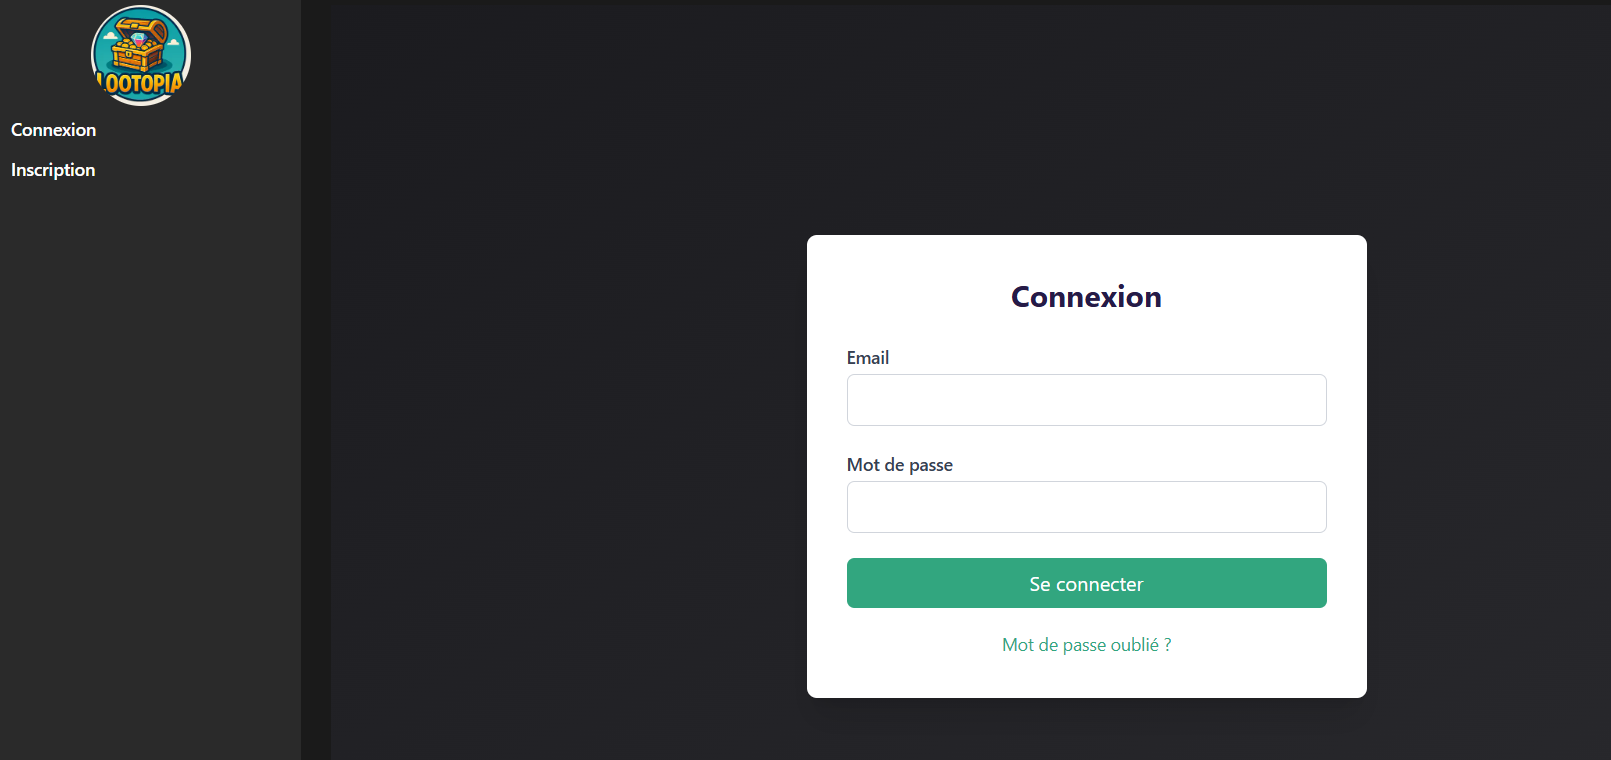 LOOTOPIA
Connexion
Inscription
Connexion
Email
Mot de passe
Se connecter
Mot de passe oublié ?